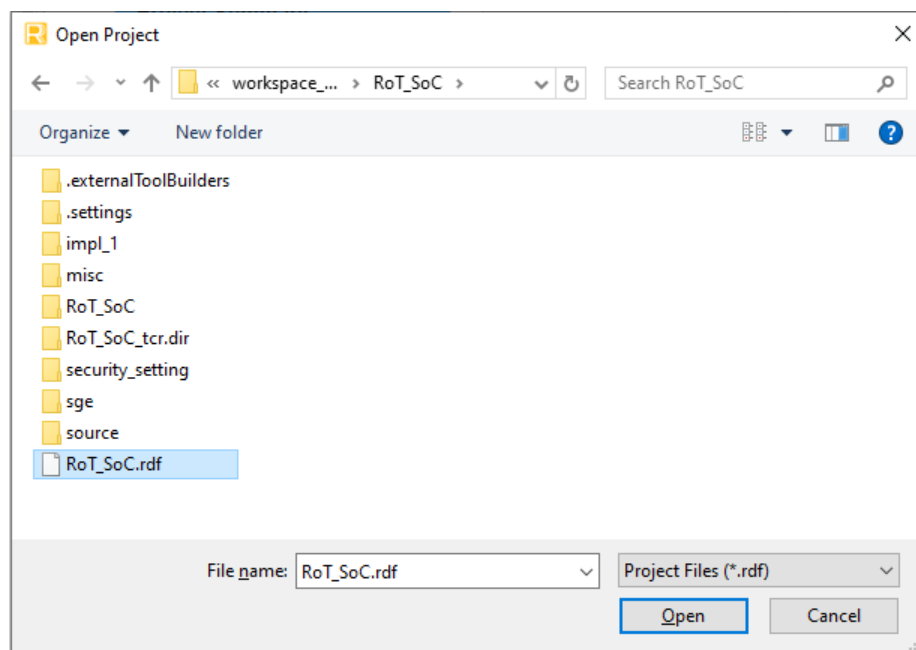 Open Project
« workspace_... > RoT_SoC >
Search RoT_SoC
Organize
New folder
.externalToolBuilders
.settings
impl_1
misc
RoT_SoC
RoT_SoC_tcr.dir
security_setting
sge
source
RoT_SoC.rdf
File name: RoT_SoC.rdf
Project Files (*.rdf)
Open
Cancel